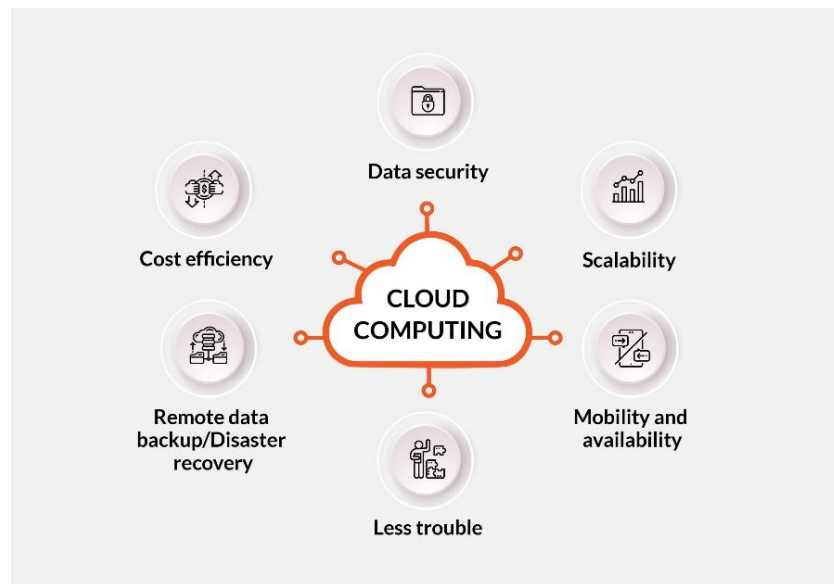 Data security
Cost efficiency
Scalability
CLOUD
COMPUTING
Remote data
backup/Disaster
recovery
Mobility and
availability
Less trouble